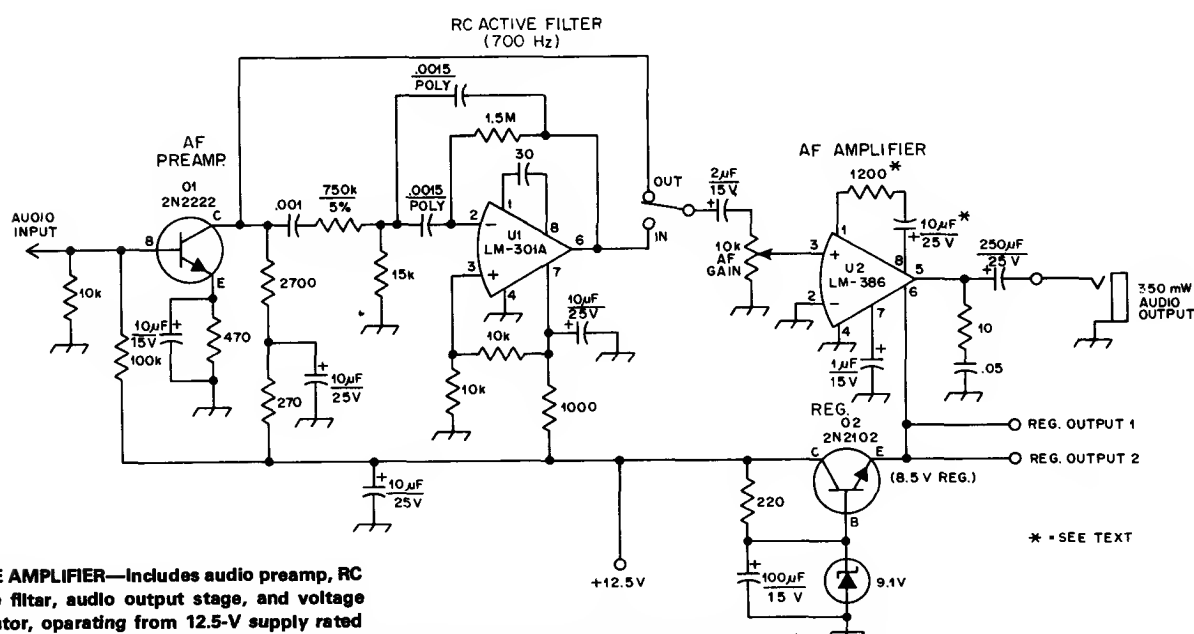 RC ACTIVE FILTER
(700 Hz)
.0015
POLY
1.5M
30
AF
PREAMP.
Q1
2N2222
C
8
E
AUDIO
INPUT
.001
750k
5%
.0015
POLY
1
2
3
4
6
7
8
U1
LM-301A
OUT
IN
2µF
15V
10k
AF
GAIN
AF AMPLIFIER
1200*
10µF*
25V
1
2
3
4
5
6
7
8
U2
LM-386
250µF
25V
350 mW
AUDIO
OUTPUT
10k
100k
10µF
15V
470
2700
270
10µF
25V
15k
10k
10k
10µF
25V
1000
1µF
15V
10
.05
REG.
Q2
2N2102
C
E
B
(8.5V REG.)
REG. OUTPUT 1
REG. OUTPUT 2
10µF
25V
+12.5V
220
100µF
15 V
9.1V
* = SEE TEXT
E AMPLIFIER—Includes audio preamp, RC
e filtar, audio output stage, and voltage
ator, oparating from 12.5-V supply rated